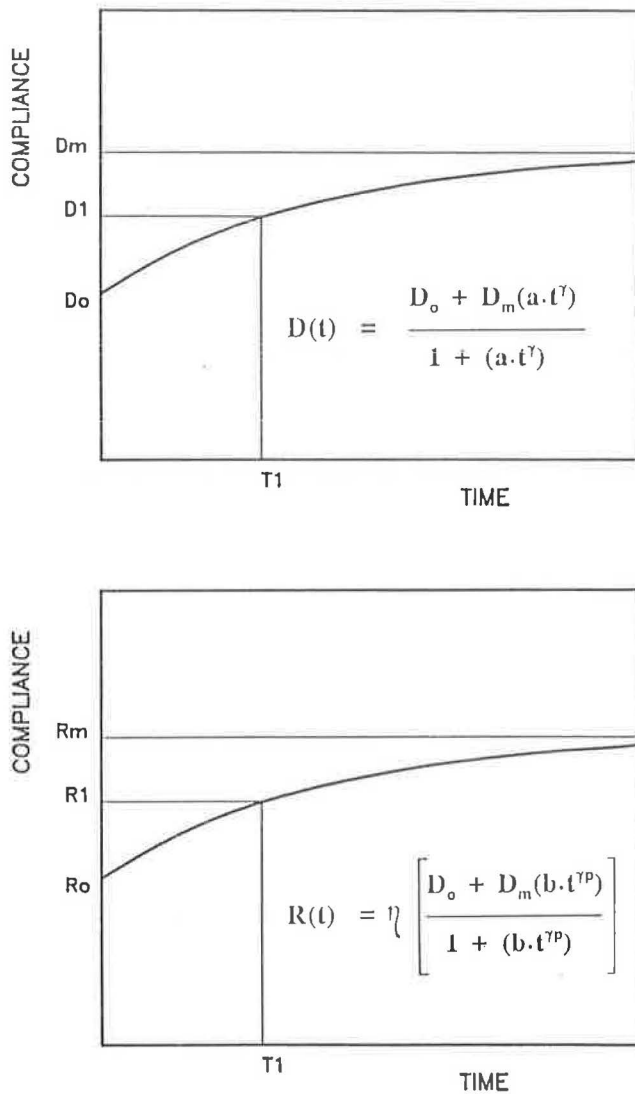 COMPLIANCE
Dm
D1
Do
D(t) = D_o + D_m(a.t^γ) / 1 + (a.t^γ)
T1
TIME
COMPLIANCE
Rm
R1
Ro
R(t) = η [ D_o + D_m(b.t^γp) / 1 + (b.t^γp) ]
T1
TIME